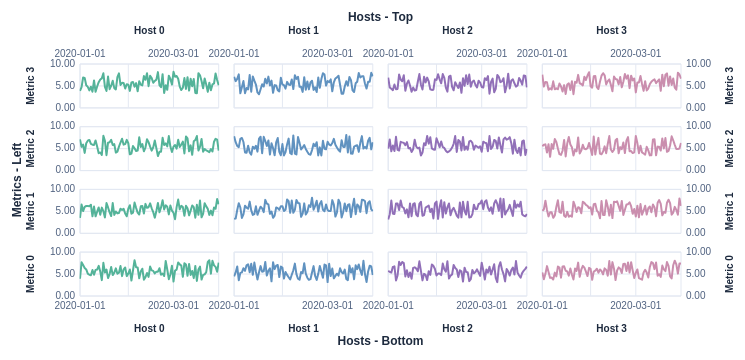 Hosts - Top
Host 0 Host 1 Host 2 Host 3
2020-01-01 2020-03-01 2020-01-01 2020-03-01 2020-01-01 2020-03-01 2020-01-01 2020-03-01
Metrics - Left
Metric 3 10.00 5.00 0.00 10.00 5.00 0.00 Metric 3
Metric 2 10.00 5.00 0.00 10.00 5.00 0.00 Metric 2
Metric 1 10.00 5.00 0.00 10.00 5.00 0.00 Metric 1
Metric 0 10.00 5.00 0.00 10.00 5.00 0.00 Metric 0
2020-01-01 2020-03-01 2020-01-01 2020-03-01 2020-01-01 2020-03-01 2020-01-01 2020-03-01
Host 0 Host 1 Host 2 Host 3
Hosts - Bottom